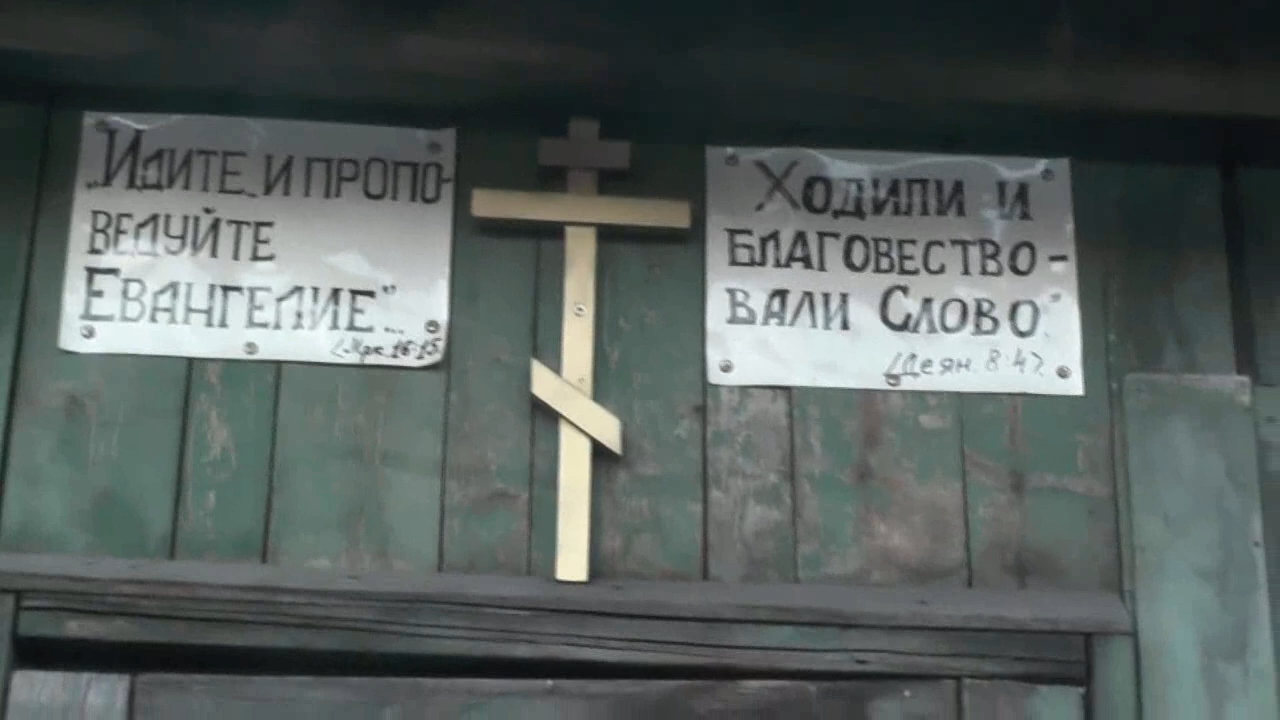 „Идите и пропо-
ведуйте
Евангелие"...
(Мрк. 16-15
Ходили и
благовество-
вали Слово"
(Деян. 8:4).